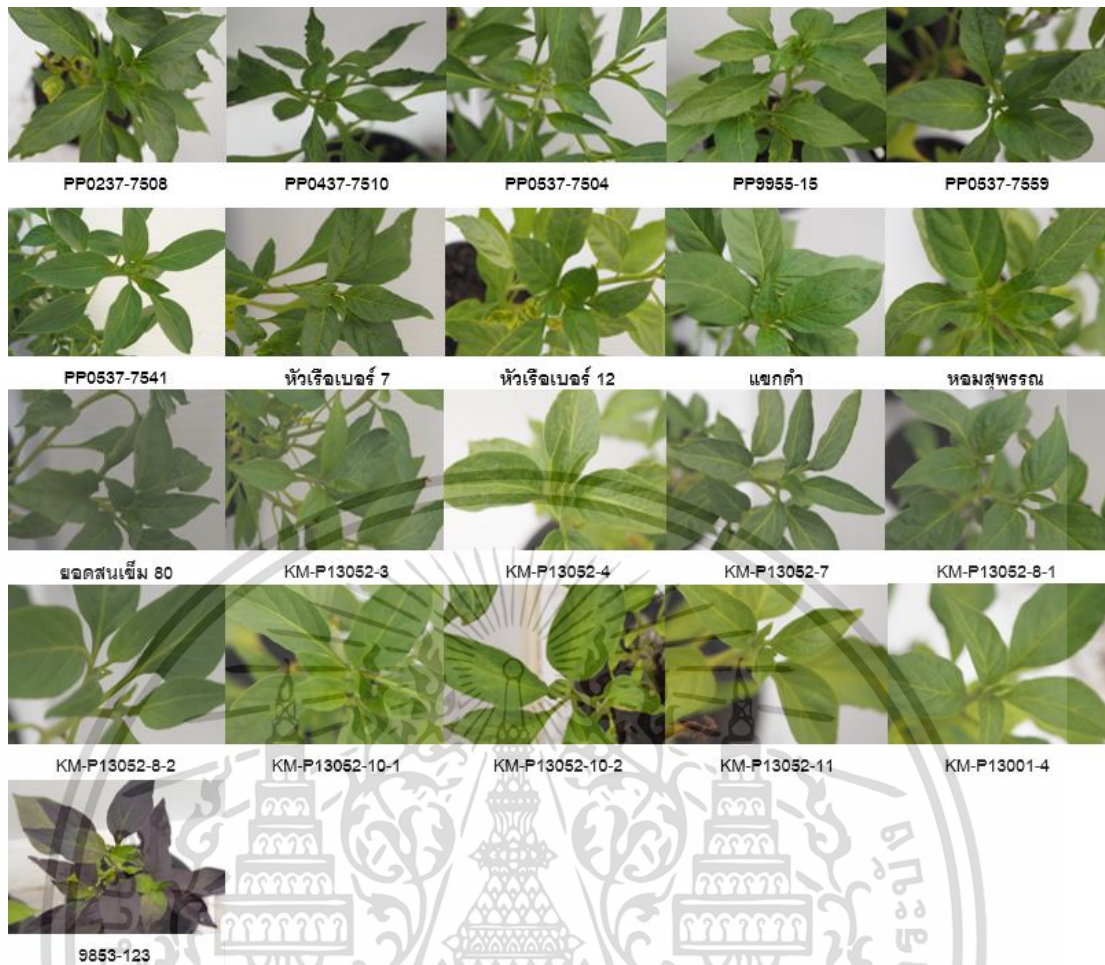 PP0237-7508 PP0437-7510 PP0537-7504 PP9955-15 PP0537-7559
PP0537-7541 หัวเรือเบอร์ 7 หัวเรือเบอร์ 12 แขกดำ หอมสุพรรณ
ยอดสนเข็ม 80 KM-P13052-3 KM-P13052-4 KM-P13052-7 KM-P13052-8-1
KM-P13052-8-2 KM-P13052-10-1 KM-P13052-10-2 KM-P13052-11 KM-P13001-4
9853-123